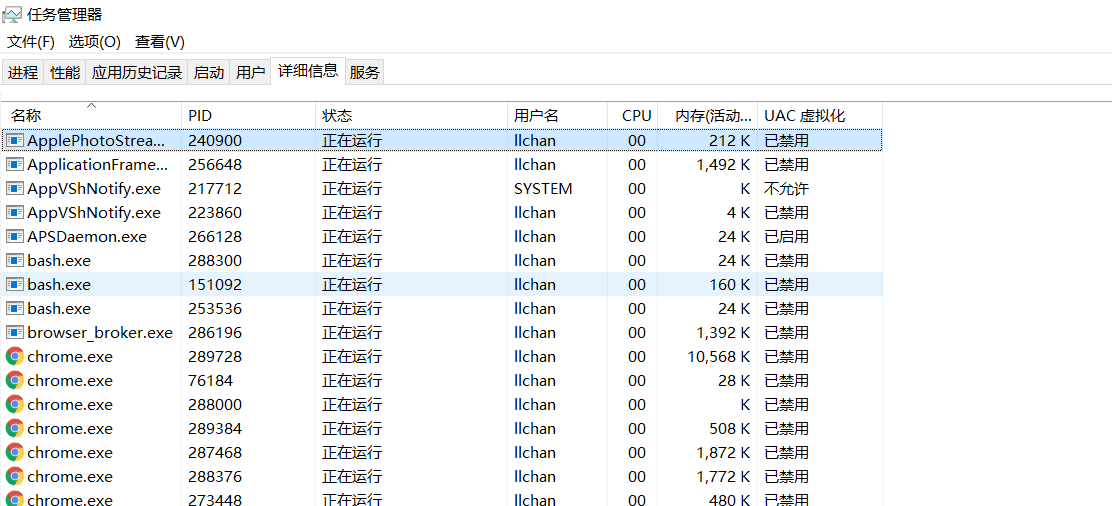 任务管理器
文件(F) 选项(O) 查看(V)
进程 性能 应用历史记录 启动 用户 详细信息 服务
名称 PID 状态 用户名 CPU 内存(活动... UAC 虚拟化
ApplePhotoStrea... 240900 正在运行 llchan 00 212 K 已禁用
ApplicationFrame... 256648 正在运行 llchan 00 1,492 K 已禁用
AppVShNotify.exe 217712 正在运行 SYSTEM 00 K 不允许
AppVShNotify.exe 223860 正在运行 llchan 00 4 K 已禁用
APSDaemon.exe 266128 正在运行 llchan 00 24 K 已启用
bash.exe 288300 正在运行 llchan 00 24 K 已禁用
bash.exe 151092 正在运行 llchan 00 160 K 已禁用
bash.exe 253536 正在运行 llchan 00 24 K 已禁用
browser_broker.exe 286196 正在运行 llchan 00 1,392 K 已禁用
chrome.exe 289728 正在运行 llchan 00 10,568 K 已禁用
chrome.exe 76184 正在运行 llchan 00 28 K 已禁用
chrome.exe 288000 正在运行 llchan 00 K 已禁用
chrome.exe 289384 正在运行 llchan 00 508 K 已禁用
chrome.exe 287468 正在运行 llchan 00 1,872 K 已禁用
chrome.exe 288376 正在运行 llchan 00 1,772 K 已禁用
chrome.exe 273448 正在运行 llchan 00 480 K 已禁用